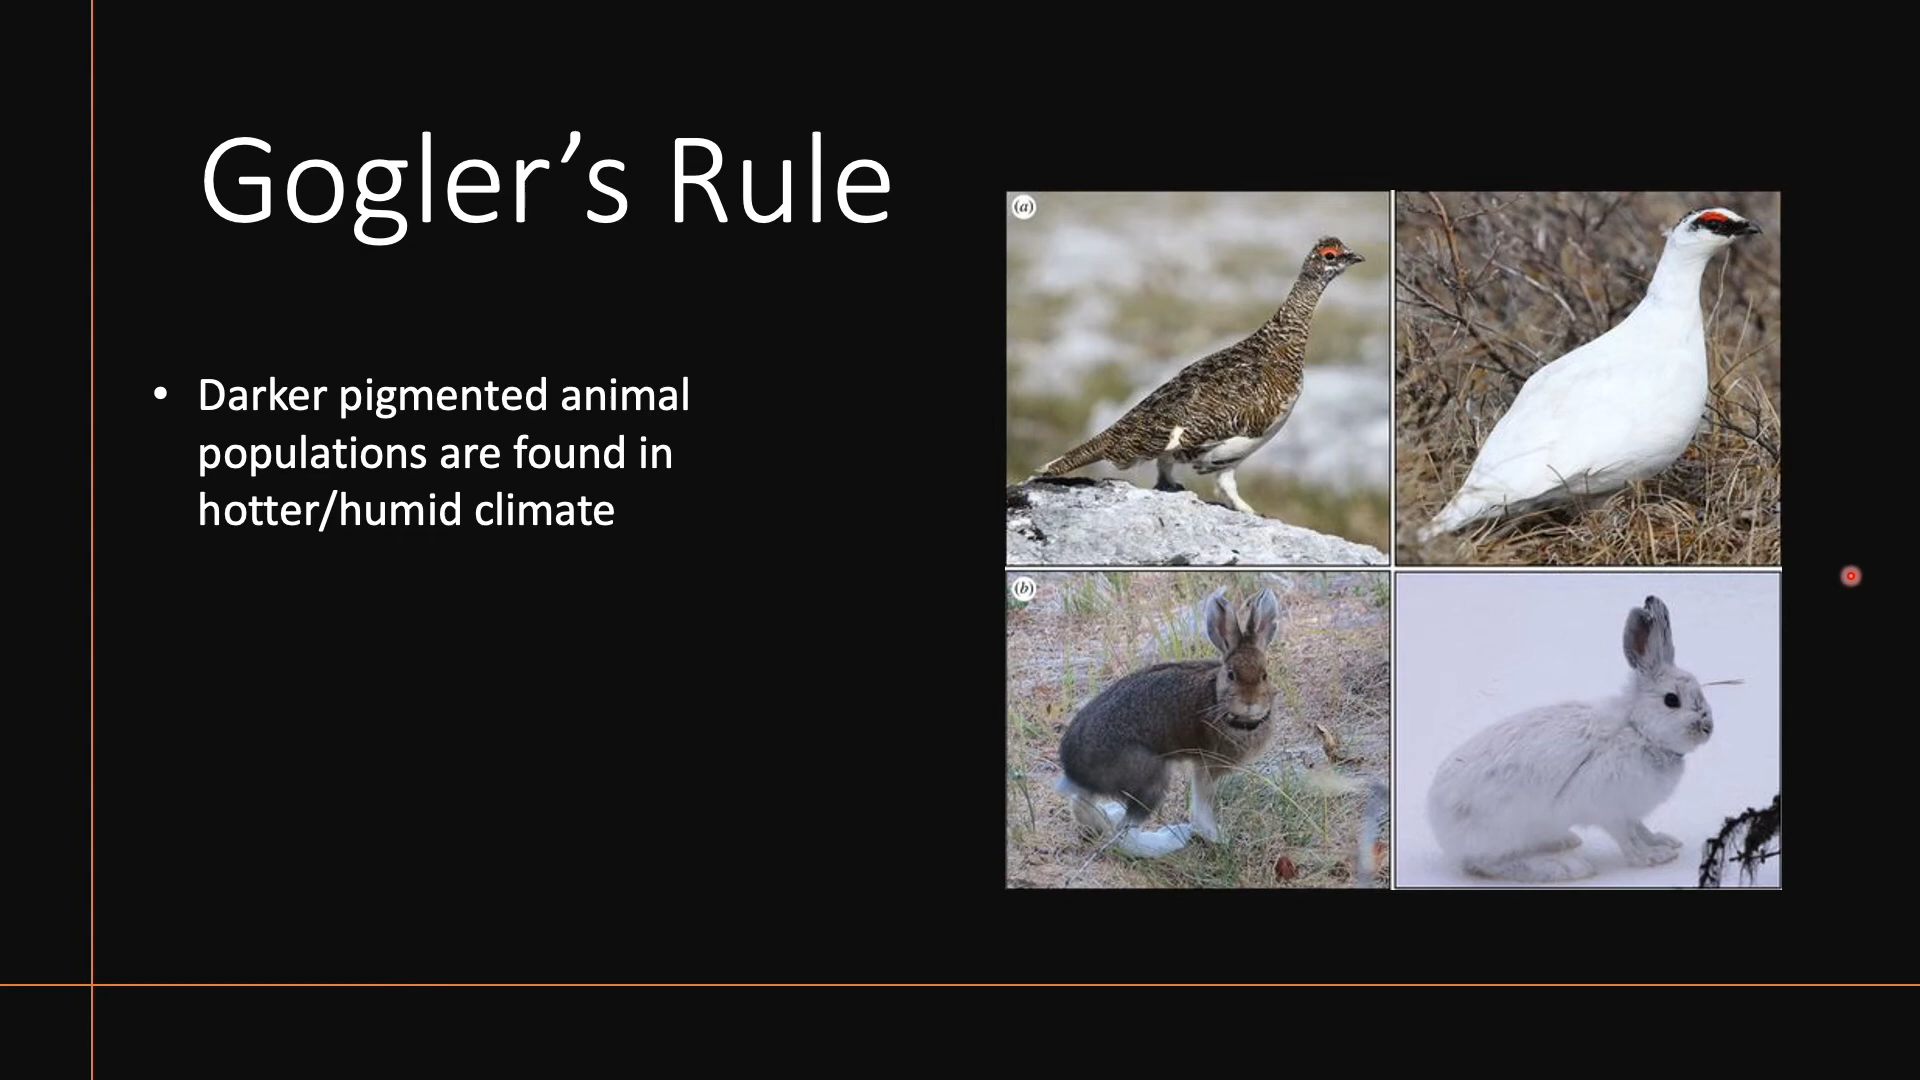 Gogler’s Rule
• Darker pigmented animal
populations are found in
hotter/humid climate
(a)
(b)